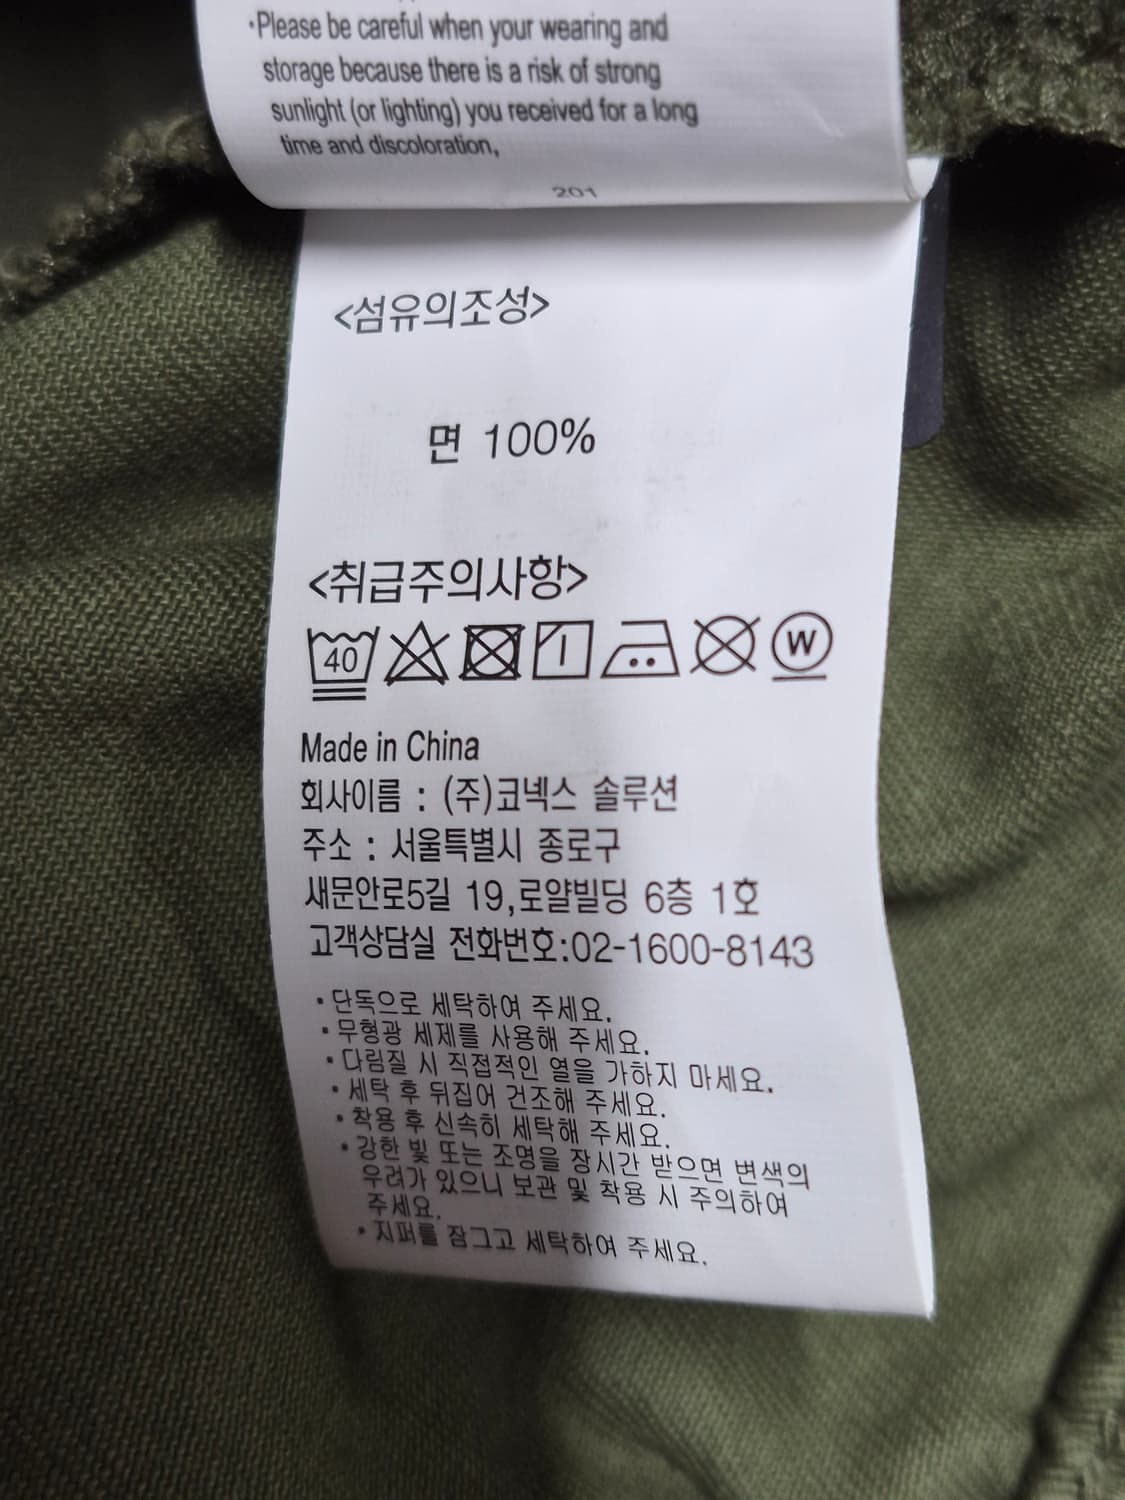 ·Please be careful when your wearing and
storage because there is a risk of strong
sunlight (or lighting) you received for a long
time and discoloration,
201
<섬유의조성>
면 100%
<취급주의사항>
40 W
Made in China
회사이름 : (주)코넥스 솔루션
주소 : 서울특별시 종로구
새문안로5길 19,로얄빌딩 6층 1호
고객상담실 전화번호:02-1600-8143
·단독으로 세탁하여 주세요.
·무형광 세제를 사용해 주세요.
·다림질 시 직접적인 열을 가하지 마세요.
·세탁 후 뒤집어 건조해 주세요.
·착용 후 신속히 세탁해 주세요.
·강한 빛 또는 조명을 장시간 받으면 변색의
우려가 있으니 보관 및 착용 시 주의하여
주세요.
·지퍼를 잠그고 세탁하여 주세요.